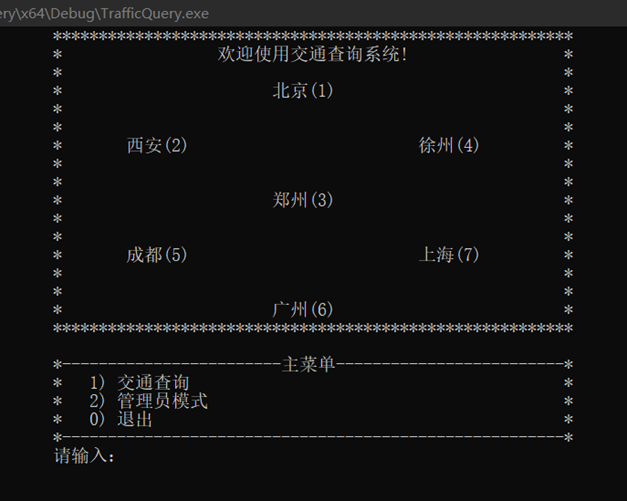 ery\x64\Debug\TrafficQuery.exe
*********************************************************
* 欢迎使用交通查询系统! *
* *
* 北京(1) *
* *
* *
* 西安(2) 徐州(4) *
* *
* *
* 郑州(3) *
* *
* *
* 成都(5) 上海(7) *
* *
* *
* 广州(6) *
*********************************************************
*------------------------主菜单-------------------------*
* 1) 交通查询 *
* 2) 管理员模式 *
* 0) 退出 *
*-------------------------------------------------------*
请输入: